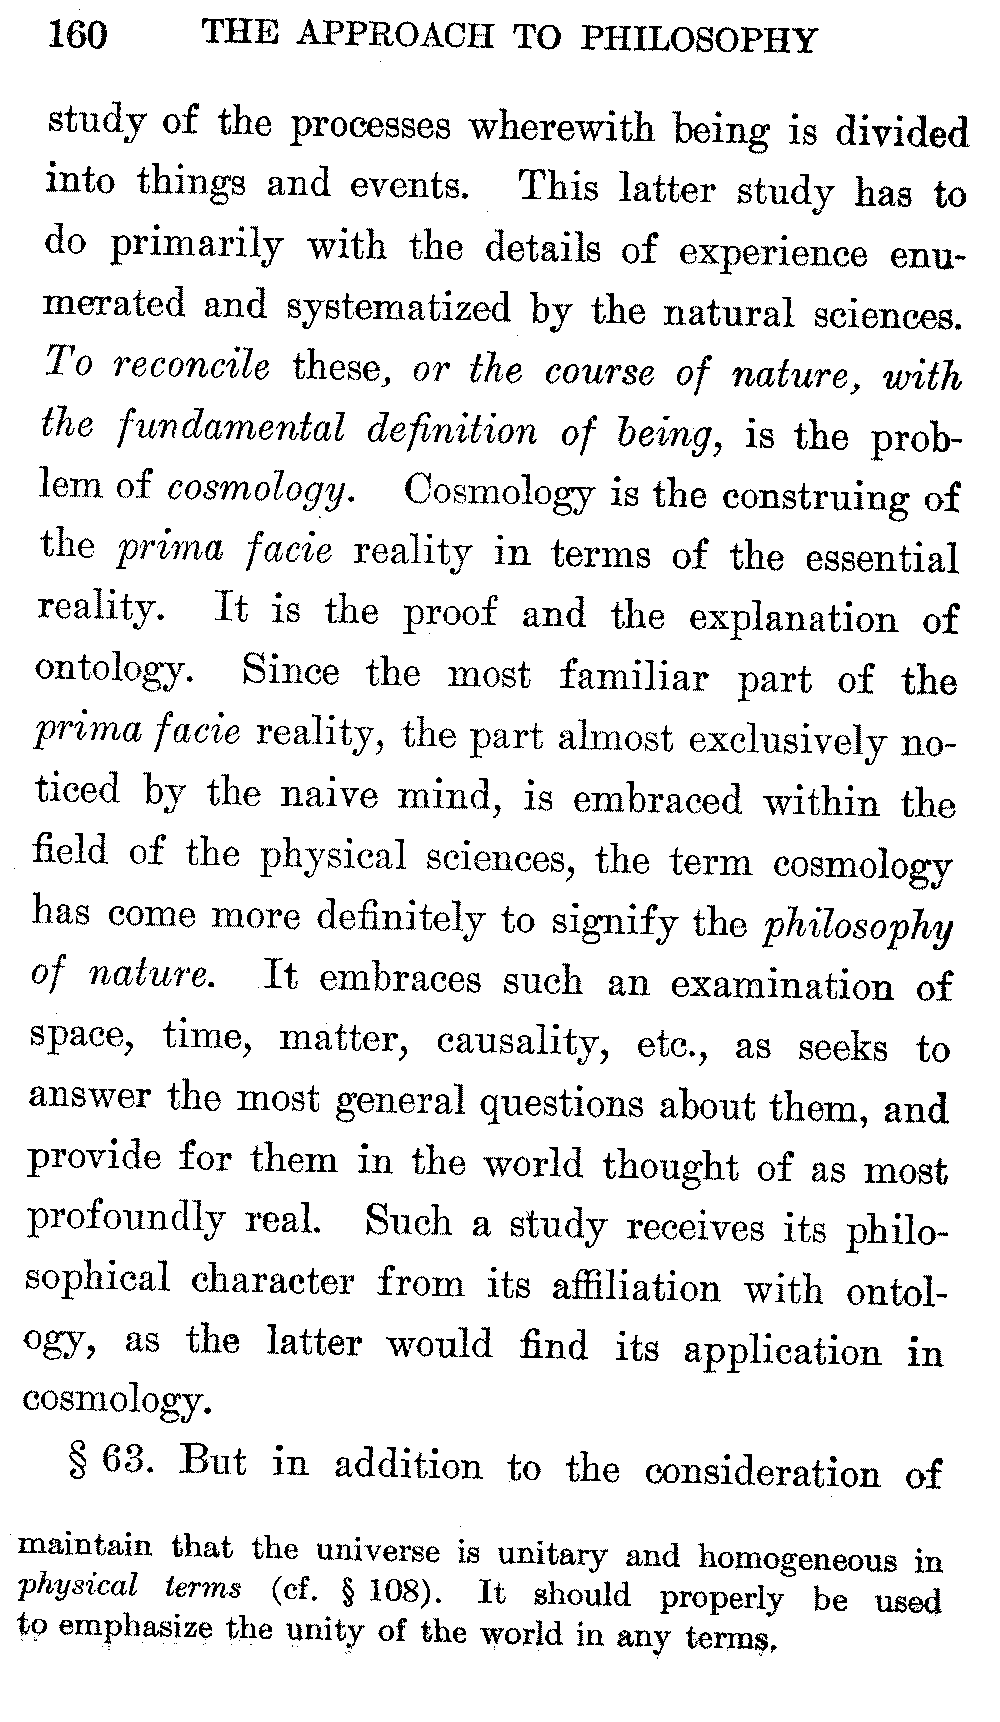 160 THE APPROACH TO PHILOSOPHY
study of the processes wherewith being is divided
into things and events. This latter study has to
do primarily with the details of experience enu-
merated and systematized by the natural sciences.
To reconcile these, or the course of nature, with
the fundamental definition of being, is the prob-
lem of cosmology. Cosmology is the construing of
the prima facie reality in terms of the essential
reality. It is the proof and the explanation of
ontology. Since the most familiar part of the
prima facie reality, the part almost exclusively no-
ticed by the naive mind, is embraced within the
field of the physical sciences, the term cosmology
has come more definitely to signify the philosophy
of nature. It embraces such an examination of
space, time, matter, causality, etc., as seeks to
answer the most general questions about them, and
provide for them in the world thought of as most
profoundly real. Such a study receives its philo-
sophical character from its affiliation with ontol-
ogy, as the latter would find its application in
cosmology.
§ 63. But in addition to the consideration of
maintain that the universe is unitary and homogeneous in
physical terms (cf. § 108). It should properly be used
to emphasize the unity of the world in any terms.